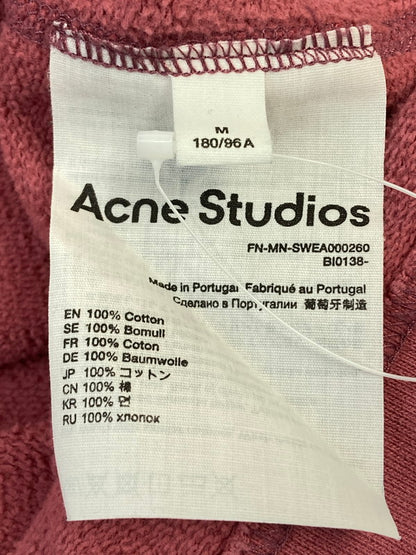 M
180/96A
Acne Studios
FN-MN-SWEA000260
BI0138-
Made in Portugal Fabriqué au Portugal
Сделано в Португалии 葡萄牙制造
EN 100% Cotton
SE 100% Bomull
FR 100% Coton
DE 100% Baumwolle
JP 100% コットン
CN 100% 棉
KR 100% 면
RU 100% хлопок